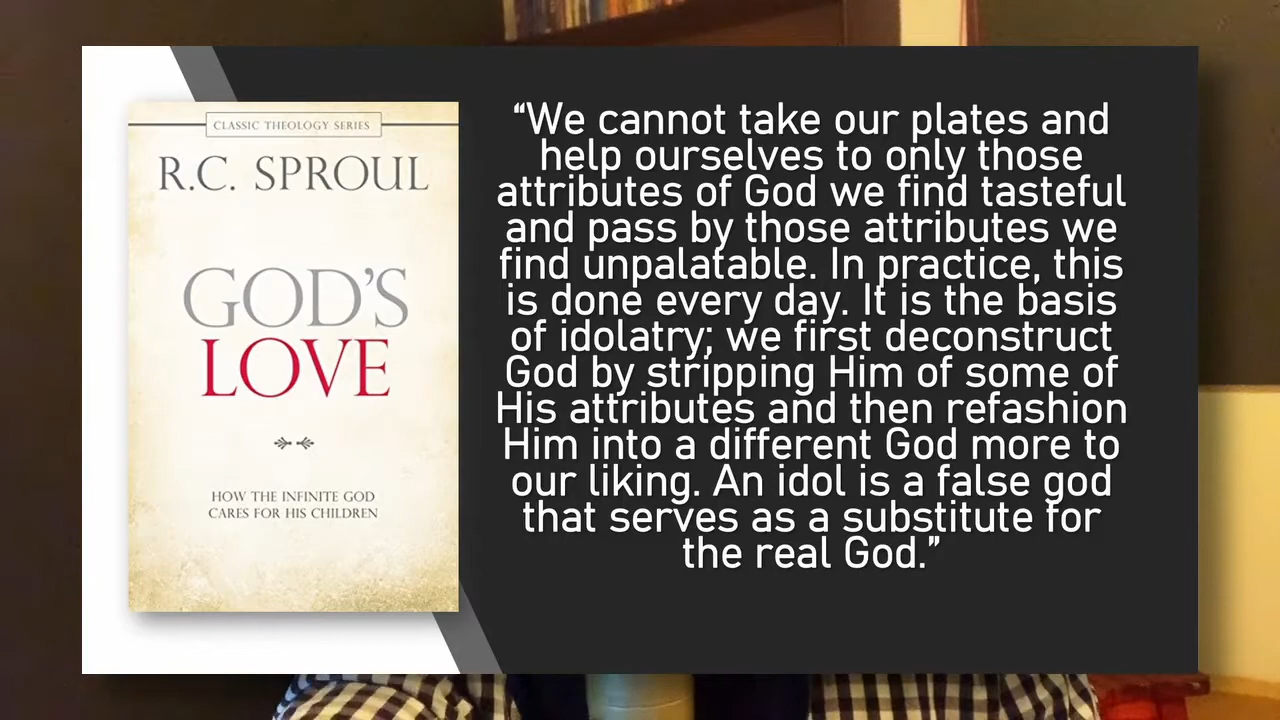 CLASSIC THEOLOGY SERIES
R.C. SPROUL
GOD'S
LOVE
HOW THE INFINITE GOD
CARES FOR HIS CHILDREN
“We cannot take our plates and
help ourselves to only those
attributes of God we find tasteful
and pass by those attributes we
find unpalatable. In practice, this
is done every day. It is the basis
of idolatry; we first deconstruct
God by stripping Him of some of
His attributes and then refashion
Him into a different God more to
our liking. An idol is a false god
that serves as a substitute for
the real God.”